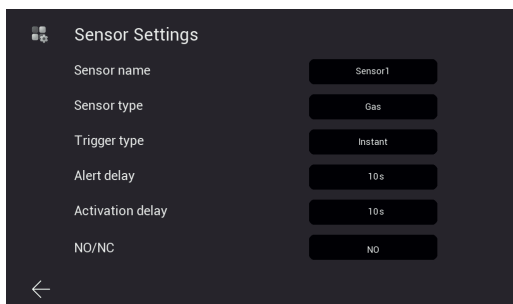 Sensor Settings
Sensor name Sensor1
Sensor type Gas
Trigger type Instant
Alert delay 10s
Activation delay 10s
NO/NC NO